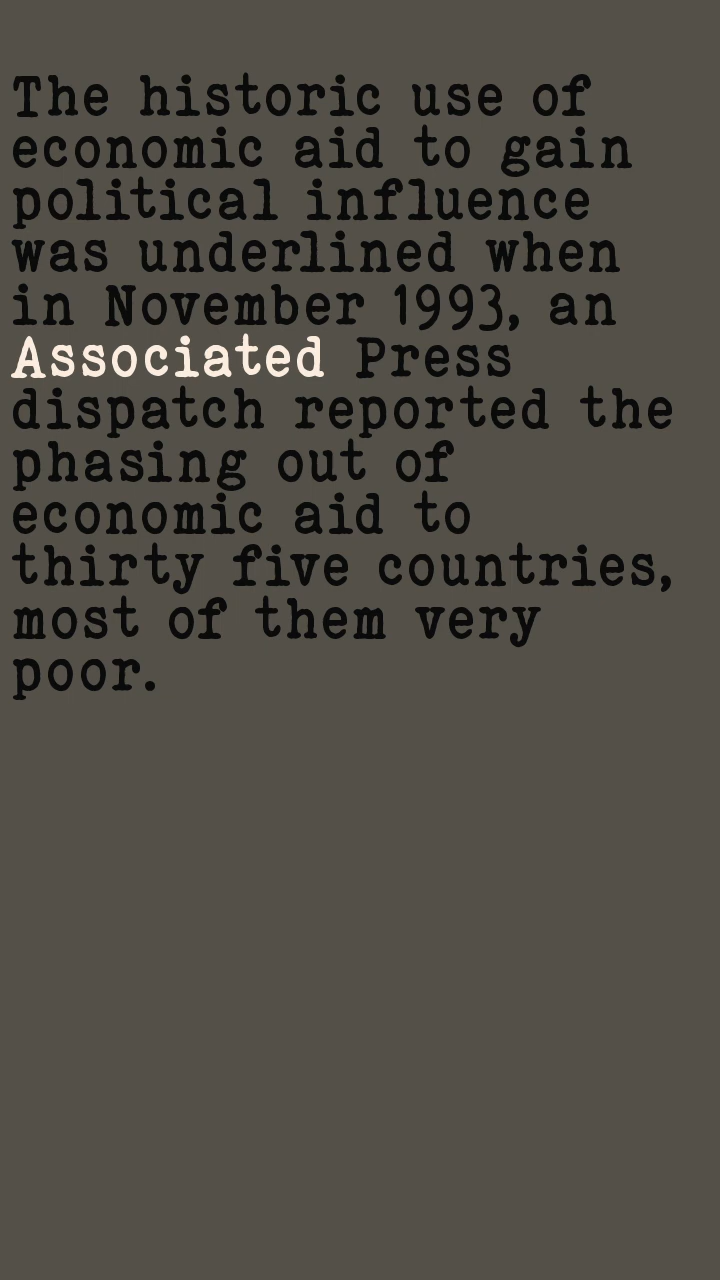 The historic use of
economic aid to gain
political influence
was underlined when
in November 1993, an
Associated Press
dispatch reported the
phasing out of
economic aid to
thirty five countries,
most of them very
poor.